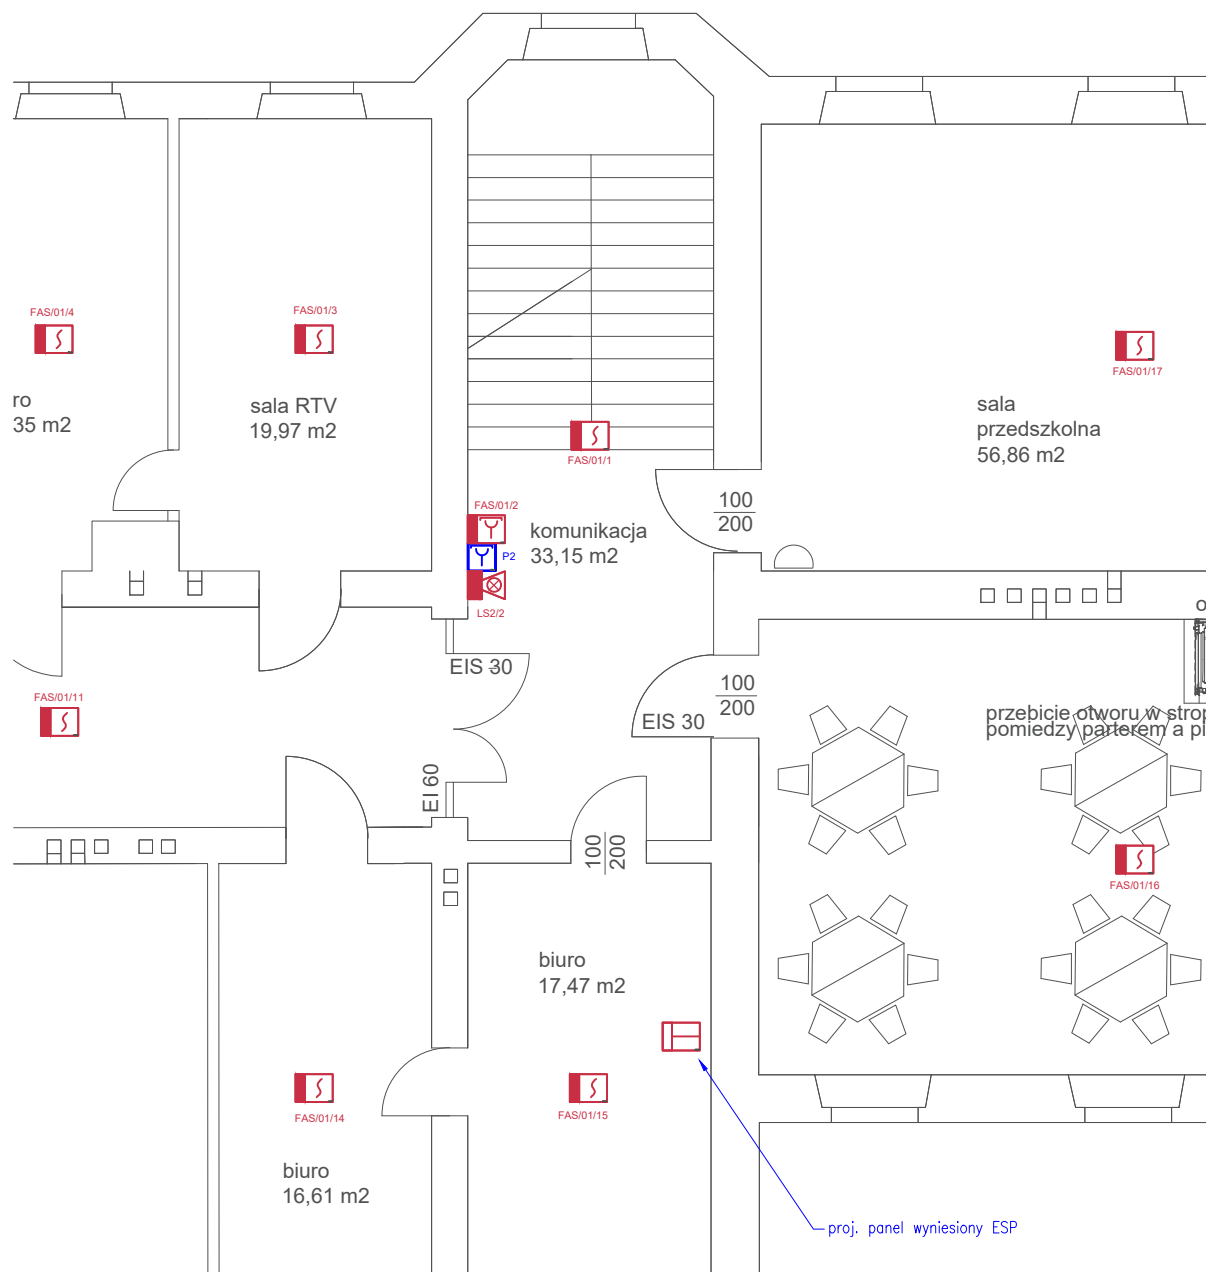 FAS/01/4
FAS/01/3
FAS/01/17
ro
35 m2
sala RTV
19,97 m2
sala
przedszkolna
56,86 m2
FAS/01/1
FAS/01/2
P2
LS2/2
komunikacja
33,15 m2
100
200
EIS 30
FAS/01/11
100
200
EIS 30
EI 60
przebicie otworu w strop
pomiedzy parterem a pi
100
200
FAS/01/16
biuro
17,47 m2
FAS/01/14
FAS/01/15
biuro
16,61 m2
proj. panel wyniesiony ESP